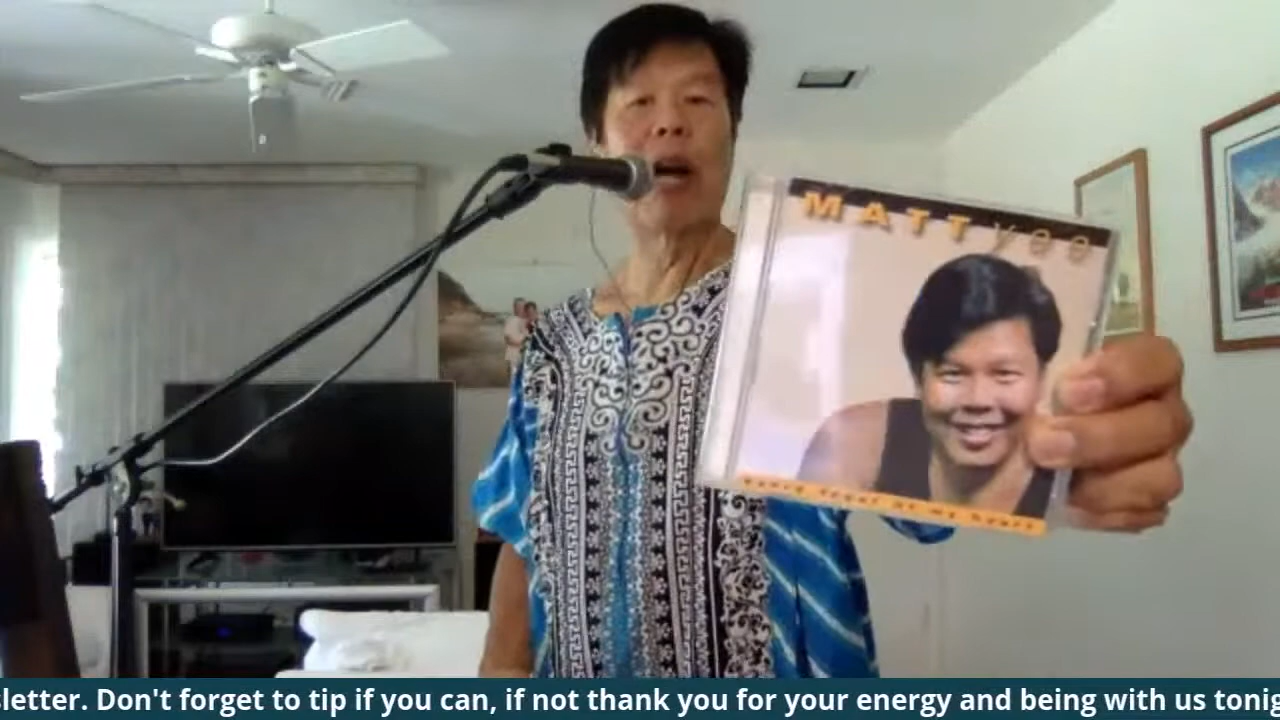 MATT yee
sletter. Don't forget to tip if you can, if not thank you for your energy and being with us tonig